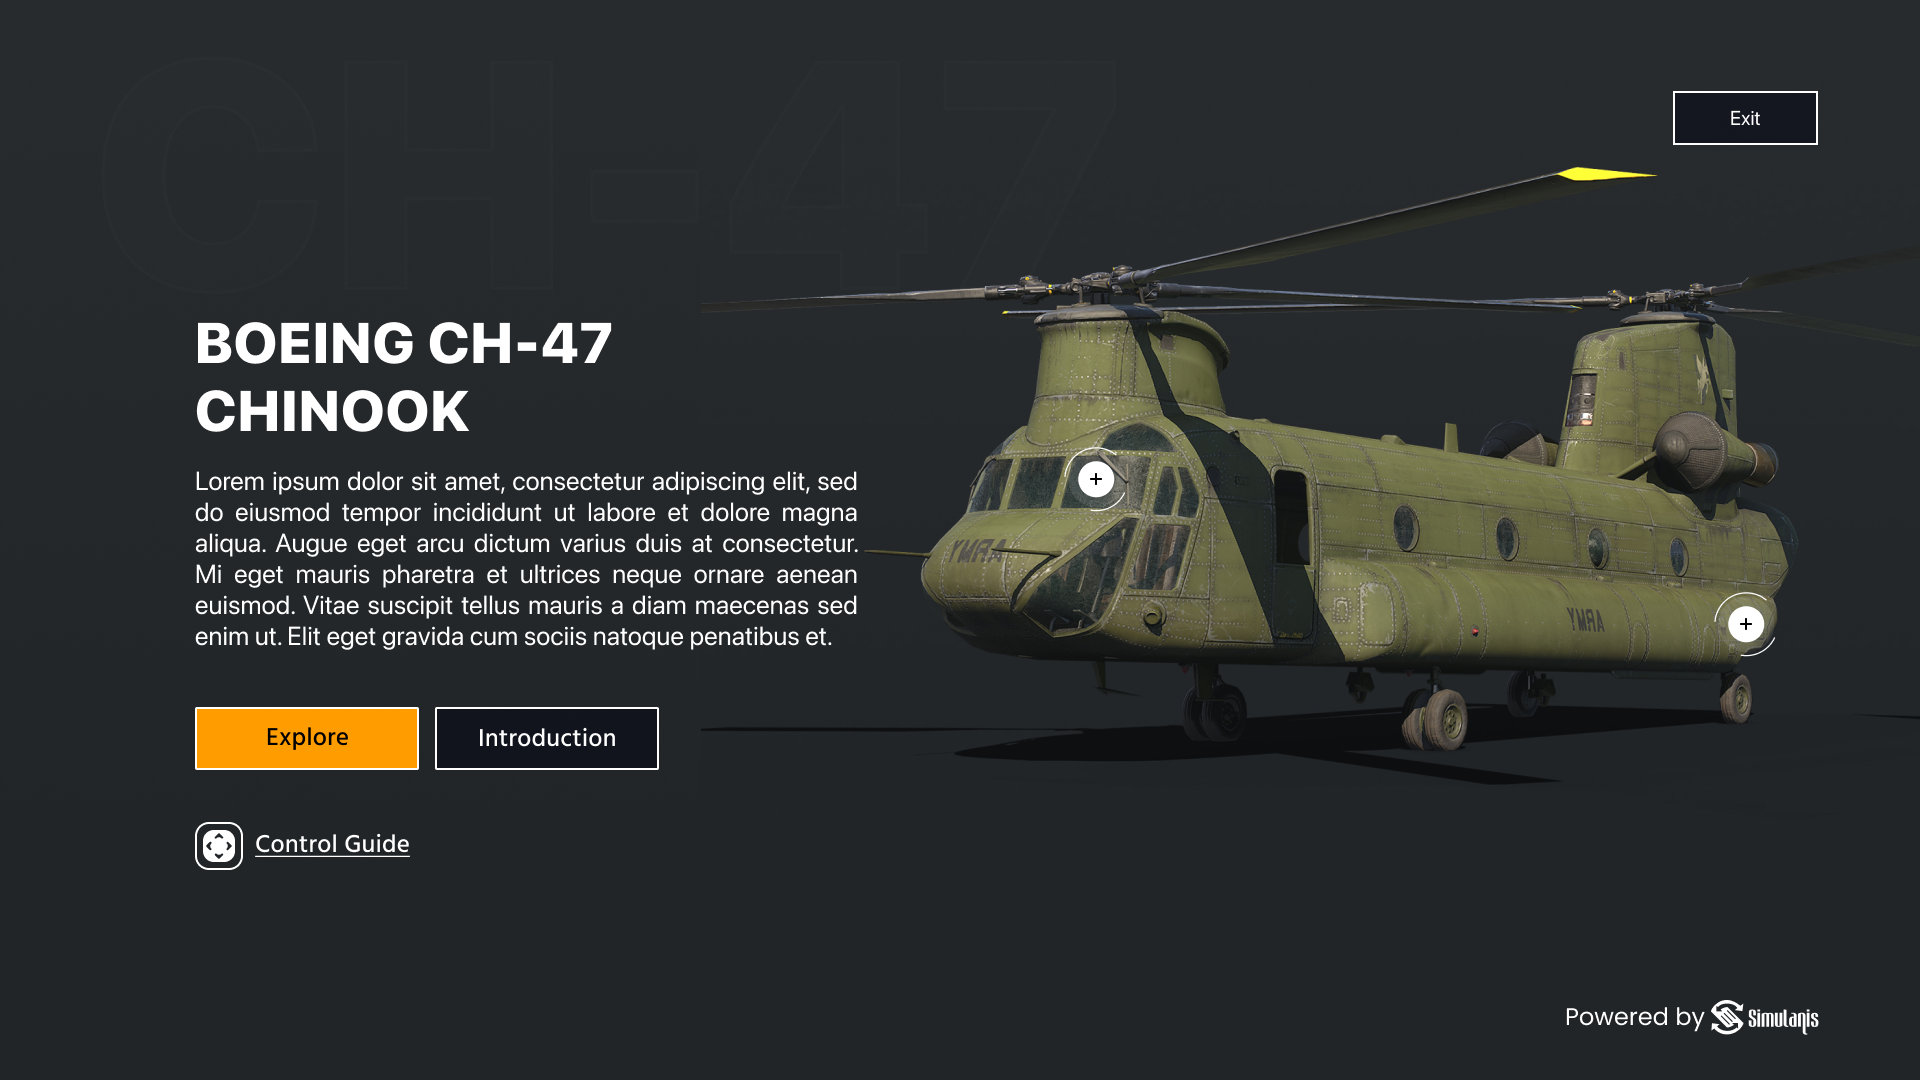 CH-47
Exit
BOEING CH-47
CHINOOK
Lorem ipsum dolor sit amet, consectetur adipiscing elit, sed
do eiusmod tempor incididunt ut labore et dolore magna
aliqua. Augue eget arcu dictum varius duis at consectetur.
Mi eget mauris pharetra et ultrices neque ornare aenean
euismod. Vitae suscipit tellus mauris a diam maecenas sed
enim ut. Elit eget gravida cum sociis natoque penatibus et.
YMRA
YMRA
Explore
Introduction
Control Guide
Powered by Simulanis